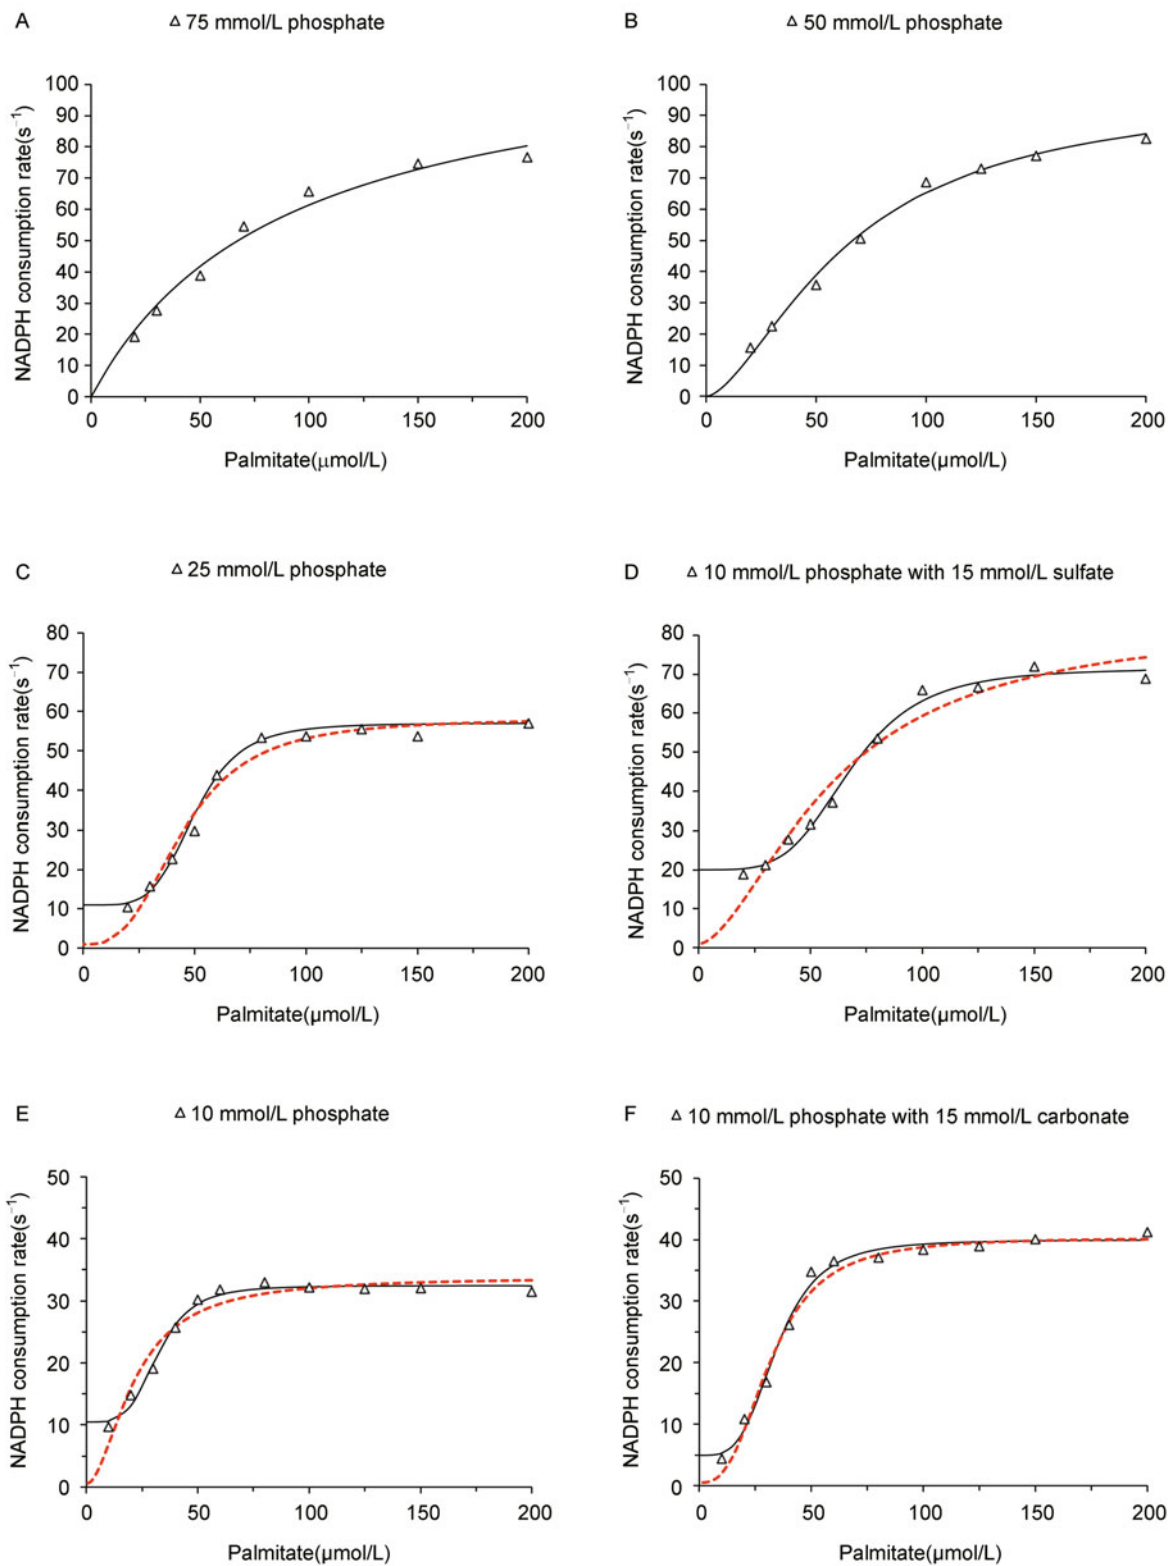 A
△ 75 mmol/L phosphate
NADPH consumption rate(s⁻¹)
100
90
80
70
60
50
40
30
20
10
0
0 50 100 150 200
Palmitate(μmol/L)
B
△ 50 mmol/L phosphate
NADPH consumption rate(s⁻¹)
100
90
80
70
60
50
40
30
20
10
0
0 50 100 150 200
Palmitate(μmol/L)
C
△ 25 mmol/L phosphate
NADPH consumption rate(s⁻¹)
80
70
60
50
40
30
20
10
0
0 50 100 150 200
Palmitate(μmol/L)
D
△ 10 mmol/L phosphate with 15 mmol/L sulfate
NADPH consumption rate(s⁻¹)
80
70
60
50
40
30
20
10
0
0 50 100 150 200
Palmitate(μmol/L)
E
△ 10 mmol/L phosphate
NADPH consumption rate(s⁻¹)
50
40
30
20
10
0
0 50 100 150 200
Palmitate(μmol/L)
F
△ 10 mmol/L phosphate with 15 mmol/L carbonate
NADPH consumption rate(s⁻¹)
50
40
30
20
10
0
0 50 100 150 200
Palmitate(μmol/L)